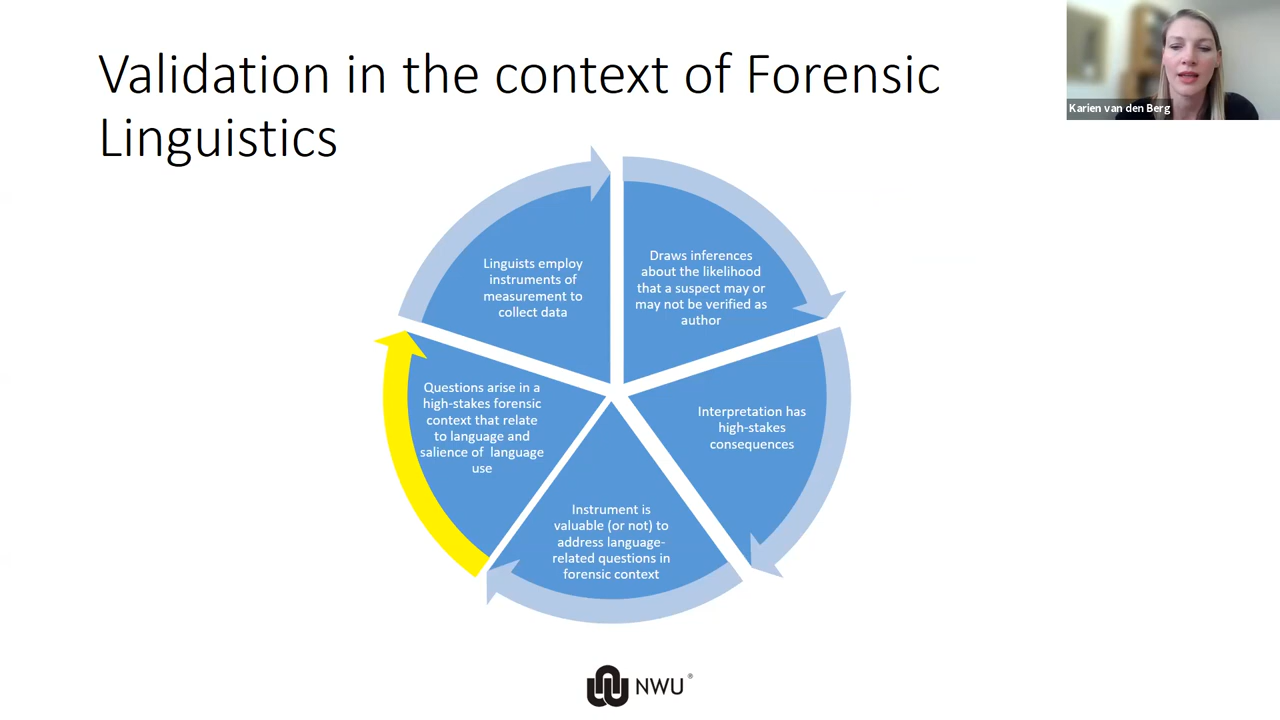 Validation in the context of Forensic
Linguistics
Karien van den Berg
Linguists employ
instruments of
measurement to
collect data
Draws inferences
about the likelihood
that a suspect may or
may not be verified as
author
Questions arise in a
high-stakes forensic
context that relate
to language and
salience of language
use
Interpretation has
high-stakes
consequences
Instrument is
valuable (or not) to
address language-
related questions in
forensic context
NWU®